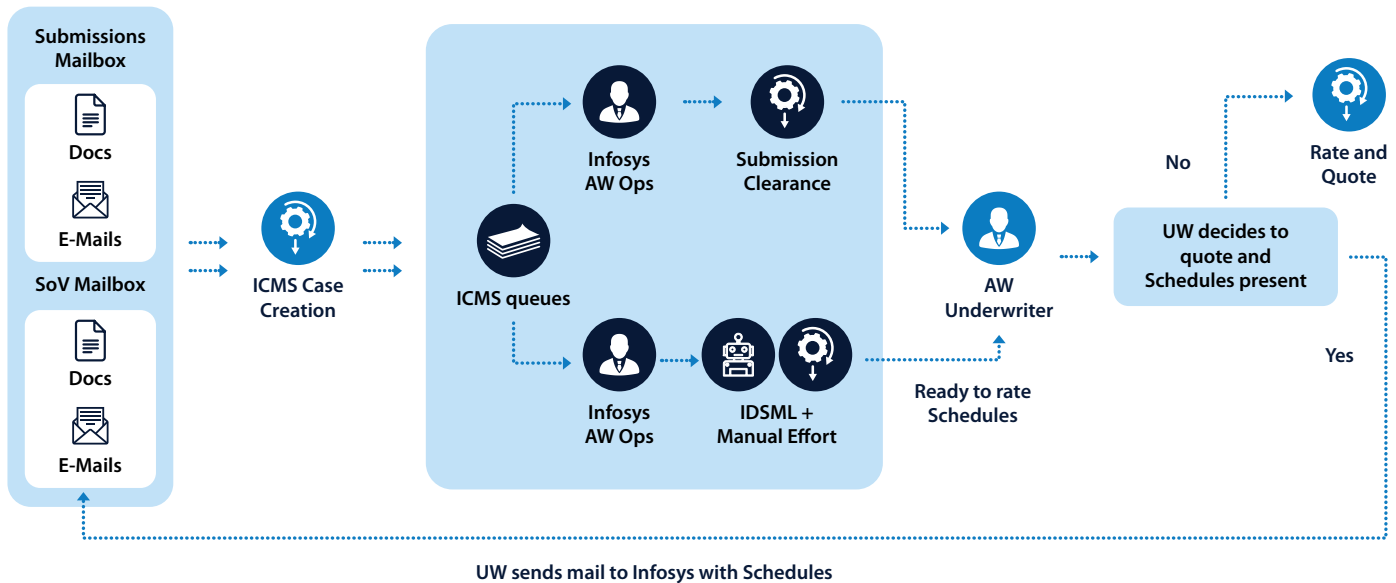 Submissions
Mailbox
Docs
E-Mails
SoV Mailbox
Docs
E-Mails
ICMS Case
Creation
ICMS queues
Infosys
AW Ops
Submission
Clearance
Infosys
AW Ops
IDSML +
Manual Effort
AW
Underwriter
Ready to rate
Schedules
UW decides to
quote and
Schedules present
No
Rate and
Quote
Yes
UW sends mail to Infosys with Schedules